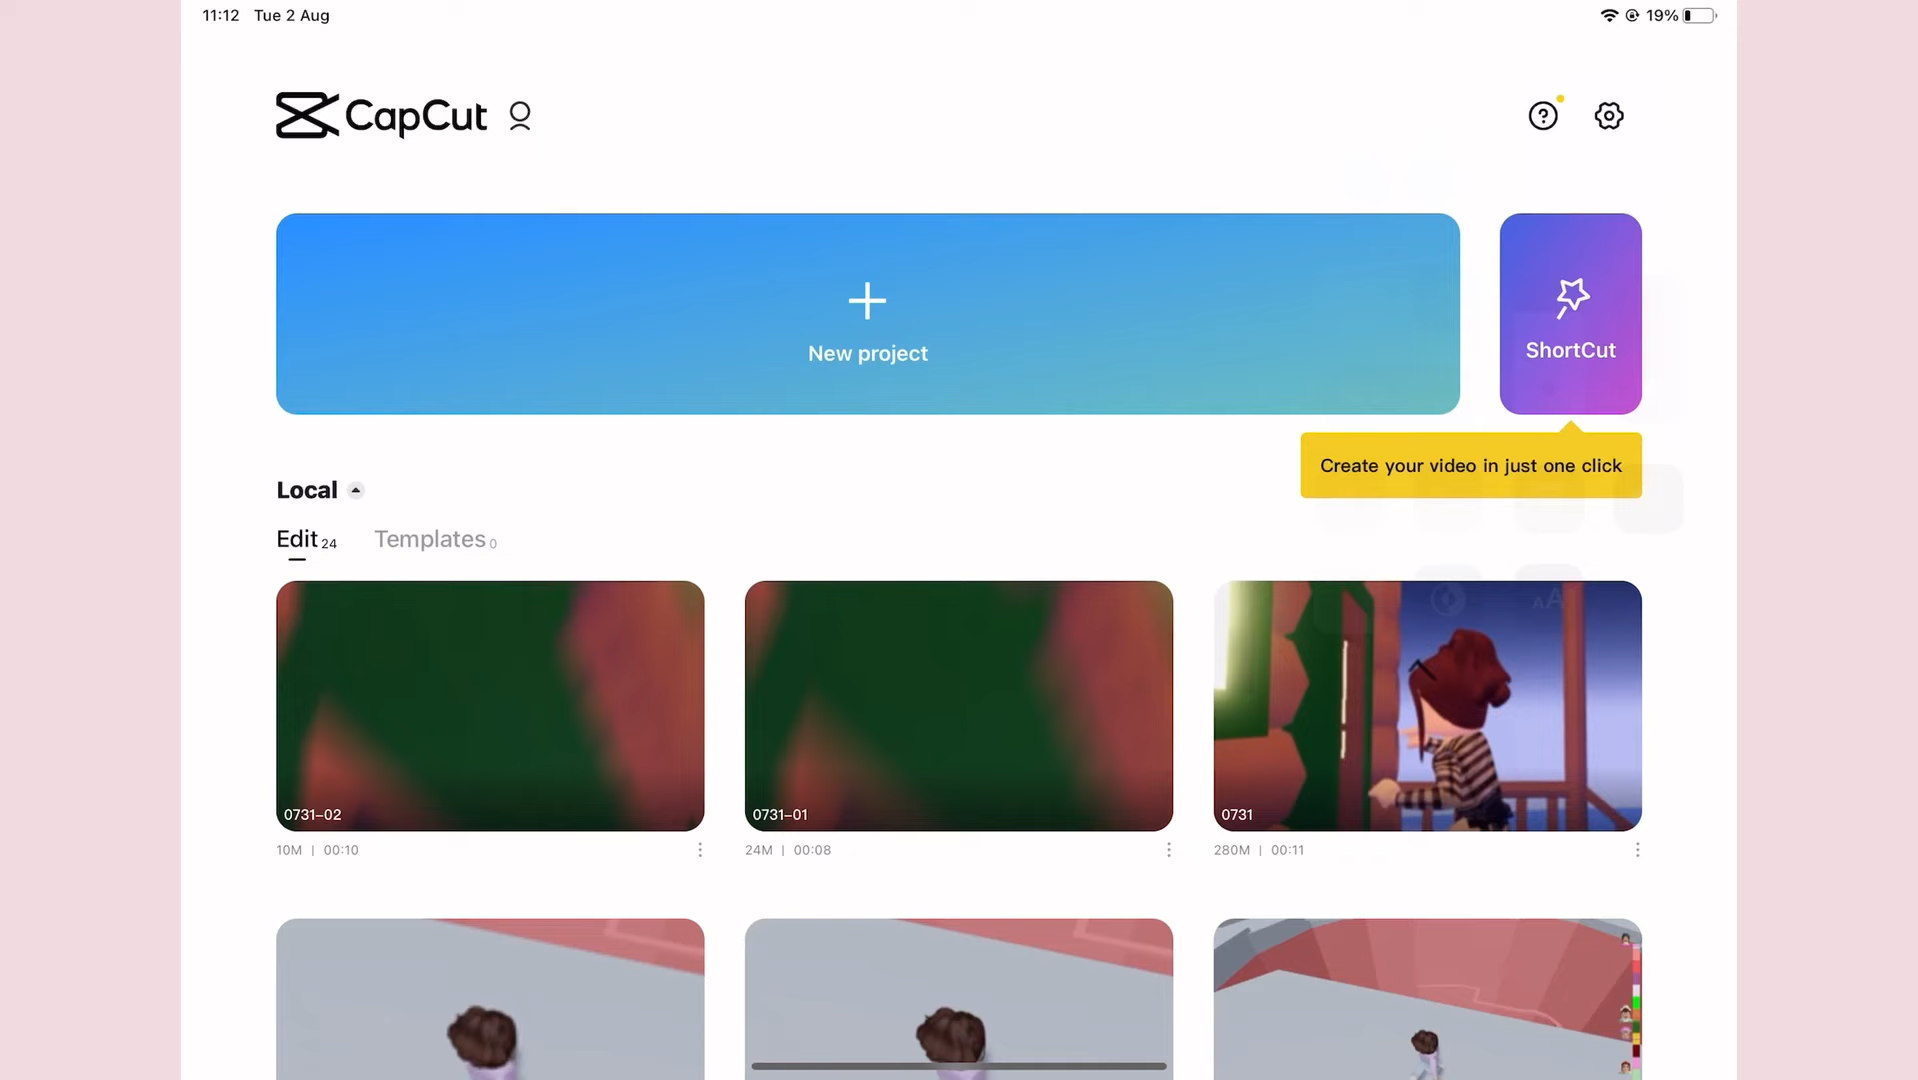 11:12 Tue 2 Aug
19%
CapCut
New project
ShortCut
Create your video in just one click
Local
Edit 24 Templates 0
0731-02
0731-01
0731
10M | 00:10
24M | 00:08
280M | 00:11